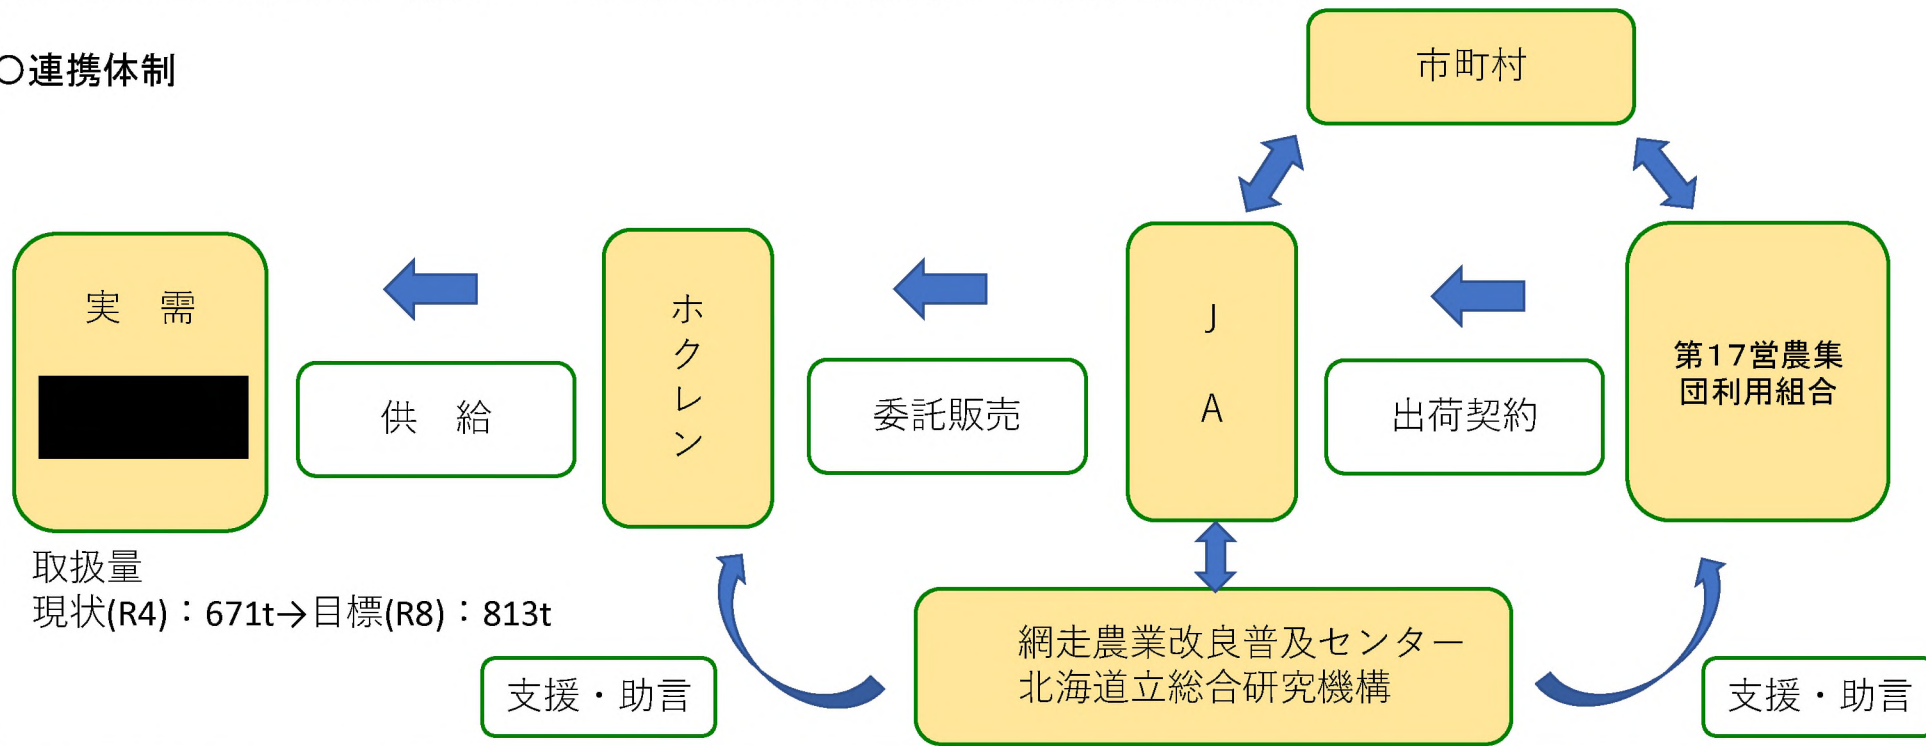 ○連携体制
市町村
実　需
供　給
ホクレン
委託販売
JA
出荷契約
第17営農集
団利用組合
取扱量
現状(R4)：671t→目標(R8)：813t
支援・助言
網走農業改良普及センター
北海道立総合研究機構
支援・助言